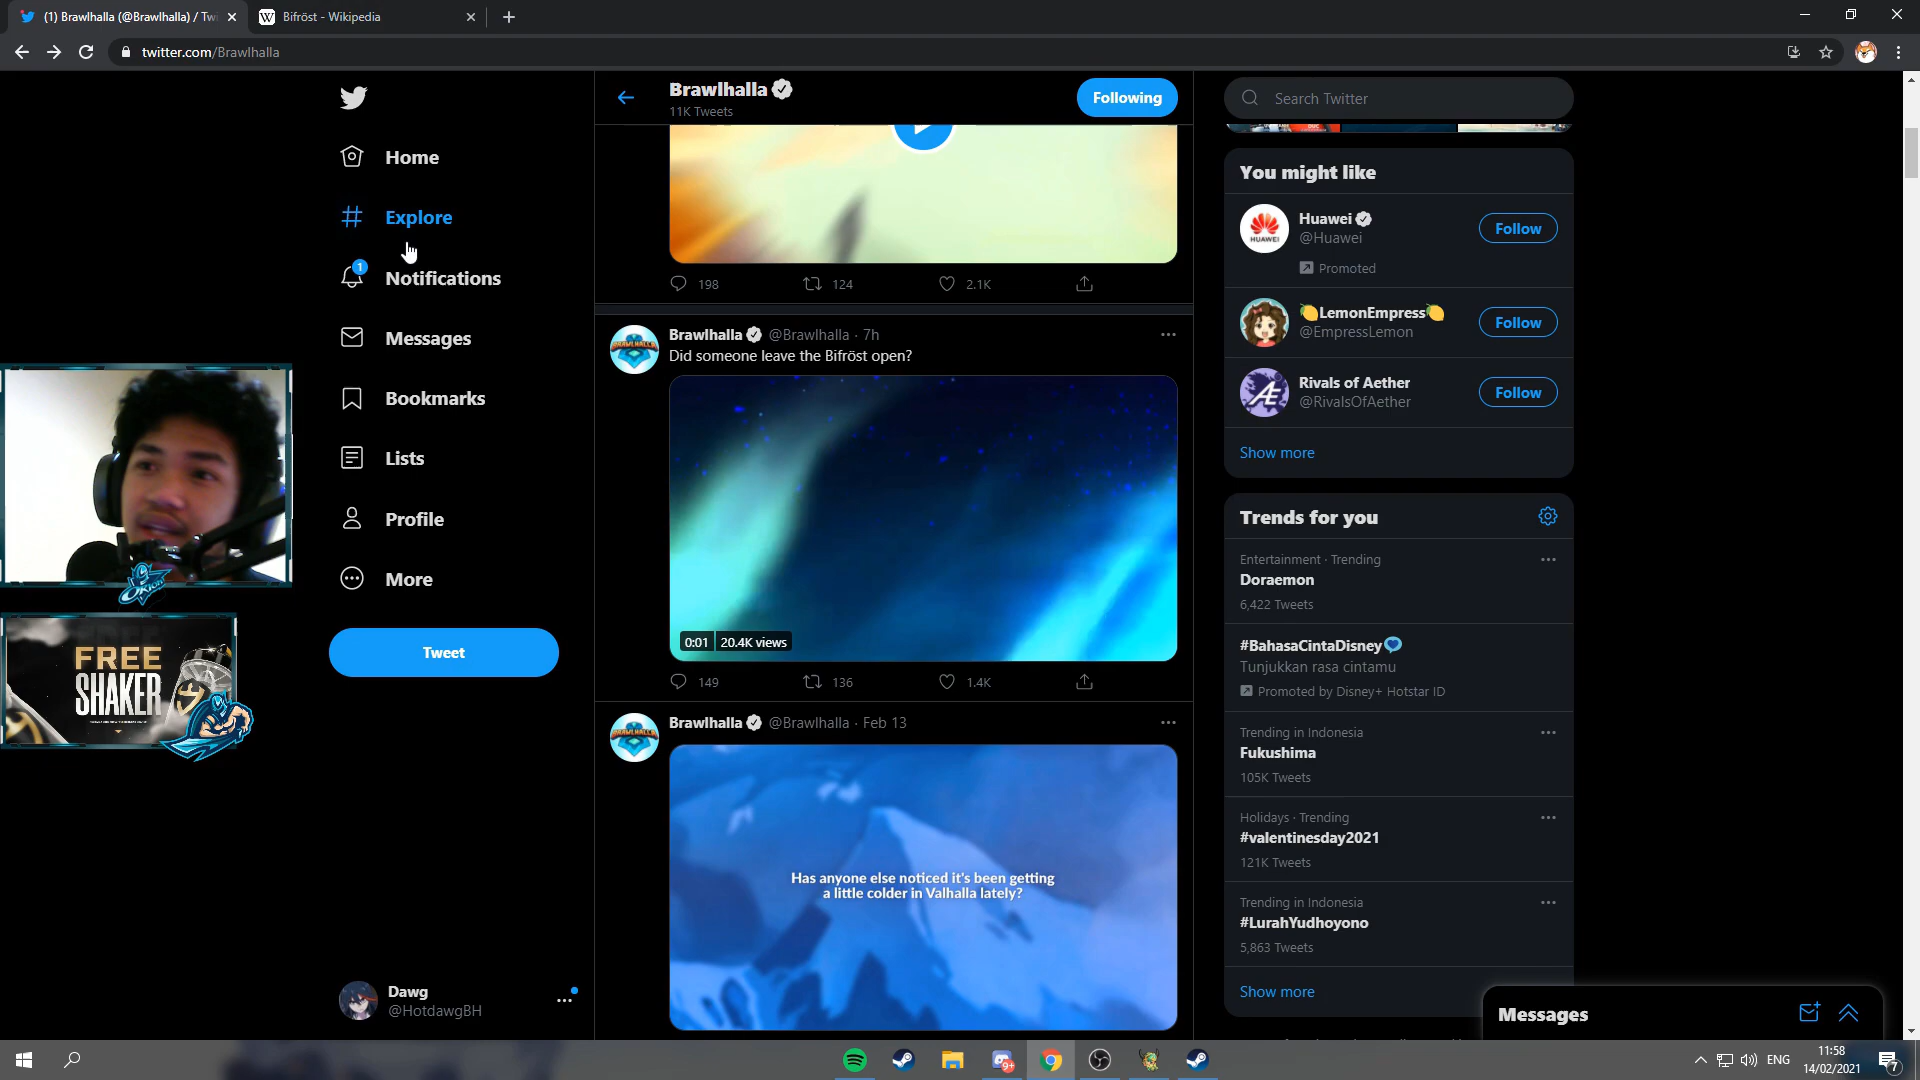 (1) Brawlhalla (@Brawlhalla) / Tw
Bifröst - Wikipedia
twitter.com/Brawlhalla
Home
Explore
1
Notifications
Messages
Bookmarks
Lists
Profile
More
Tweet
ORION
FREE
SHAKER
Dawg
@HotdawgBH
Brawlhalla
11K Tweets
Following
198
124
2.1K
Brawlhalla @Brawlhalla · 7h
Did someone leave the Bifröst open?
0:01 20.4K views
149
136
1.4K
Brawlhalla @Brawlhalla · Feb 13
Has anyone else noticed it's been getting
a little colder in Valhalla lately?
Search Twitter
You might like
HUAWEI
Huawei
@Huawei
Promoted
Follow
🍋LemonEmpress🍋
@EmpressLemon
Follow
Rivals of Aether
@RivalsOfAether
Follow
Show more
Trends for you
Entertainment · Trending
Doraemon
6,422 Tweets
#BahasaCintaDisney
Tunjukkan rasa cintamu
Promoted by Disney+ Hotstar ID
Trending in Indonesia
Fukushima
105K Tweets
Holidays · Trending
#valentinesday2021
121K Tweets
Trending in Indonesia
#LurahYudhoyono
5,863 Tweets
Show more
Messages
9+
ENG
11:58
14/02/2021
7